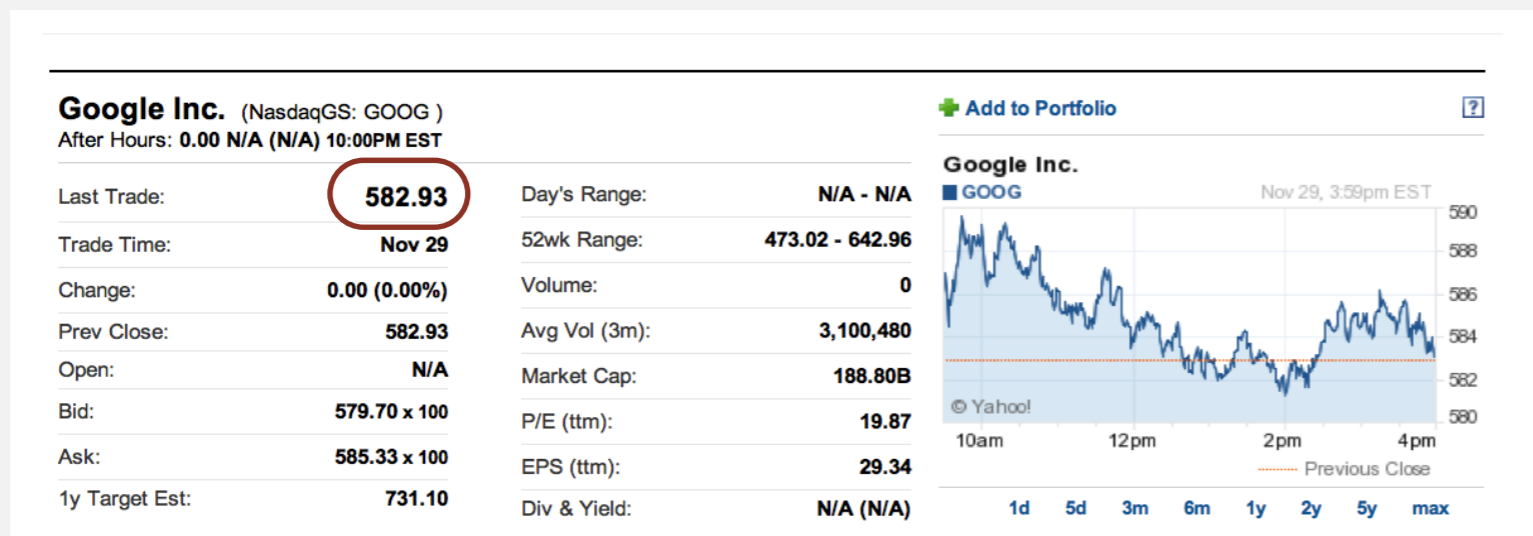 Google Inc. (NasdaqGS: GOOG )
After Hours: 0.00 N/A (N/A) 10:00PM EST
Last Trade: 582.93
Trade Time: Nov 29
Change: 0.00 (0.00%)
Prev Close: 582.93
Open: N/A
Bid: 579.70 x 100
Ask: 585.33 x 100
1y Target Est: 731.10
Day's Range: N/A - N/A
52wk Range: 473.02 - 642.96
Volume: 0
Avg Vol (3m): 3,100,480
Market Cap: 188.80B
P/E (ttm): 19.87
EPS (ttm): 29.34
Div & Yield: N/A (N/A)
Add to Portfolio ?
Google Inc.
GOOG Nov 29, 3:59pm EST
590
588
586
584
582
580
© Yahoo!
10am 12pm 2pm 4pm
Previous Close
1d 5d 3m 6m 1y 2y 5y max